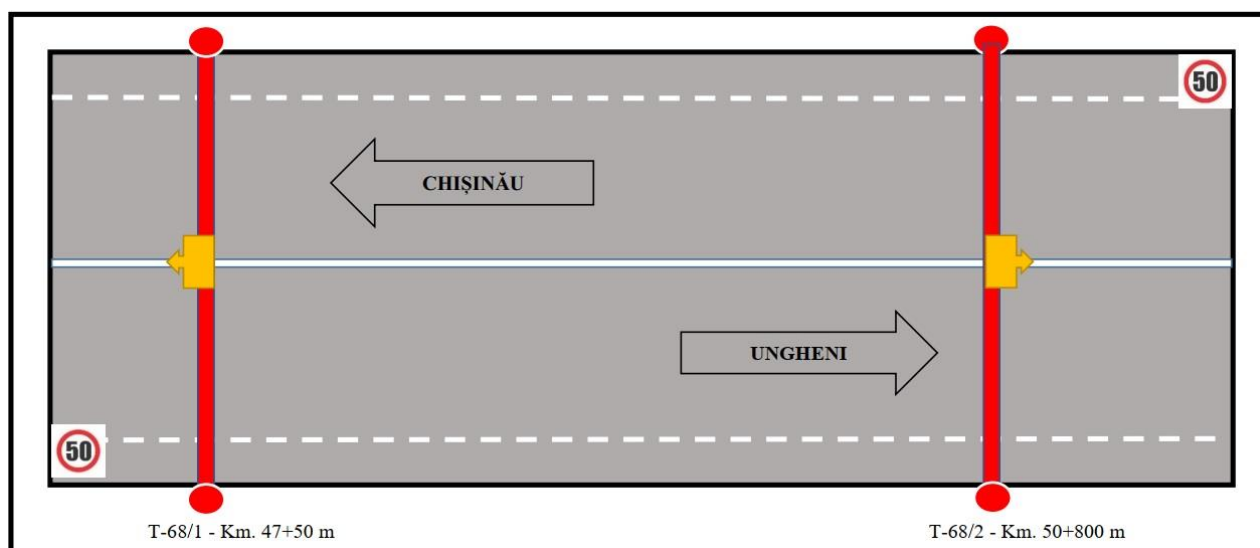 50
CHIȘINĂU
UNGHENI
50
T-68/1 - Km. 47+50 m
T-68/2 - Km. 50+800 m